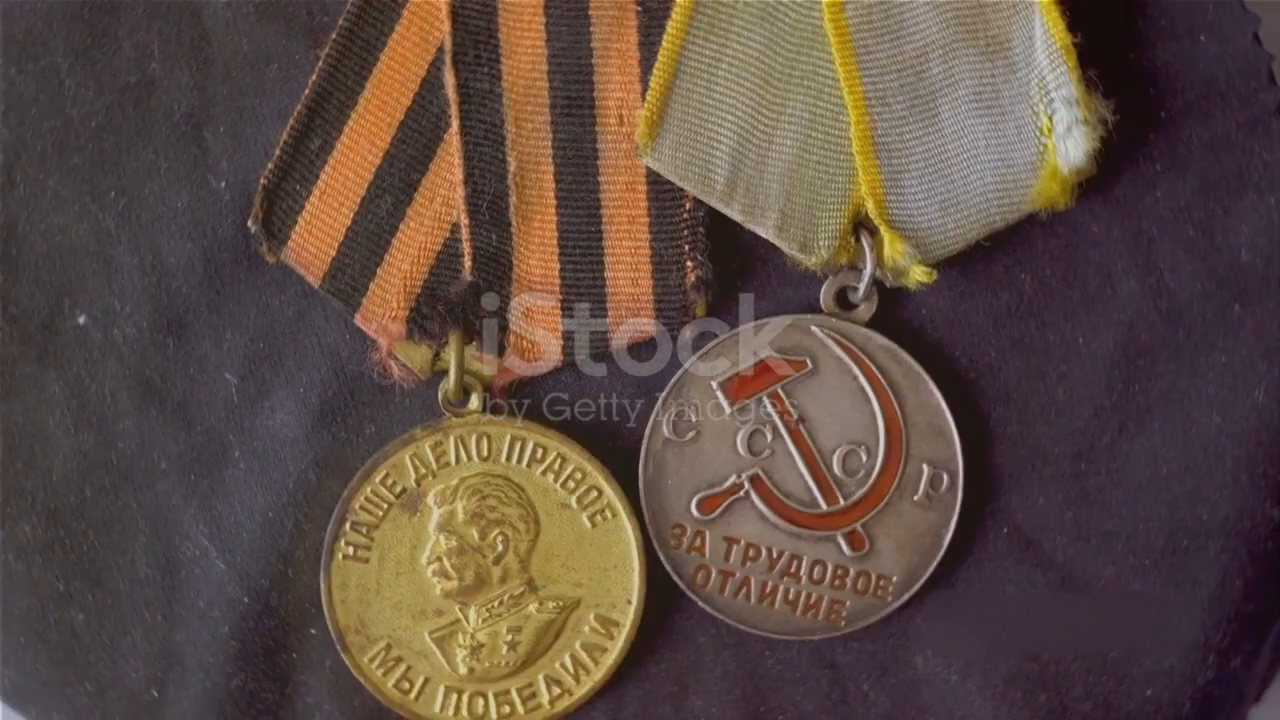 НАШЕ ДЕЛО ПРАВОЕ
МЫ ПОБЕДИЛИ
С С С Р
ЗА ТРУДОВОЕ
ОТЛИЧИЕ
iStock
by Getty Images